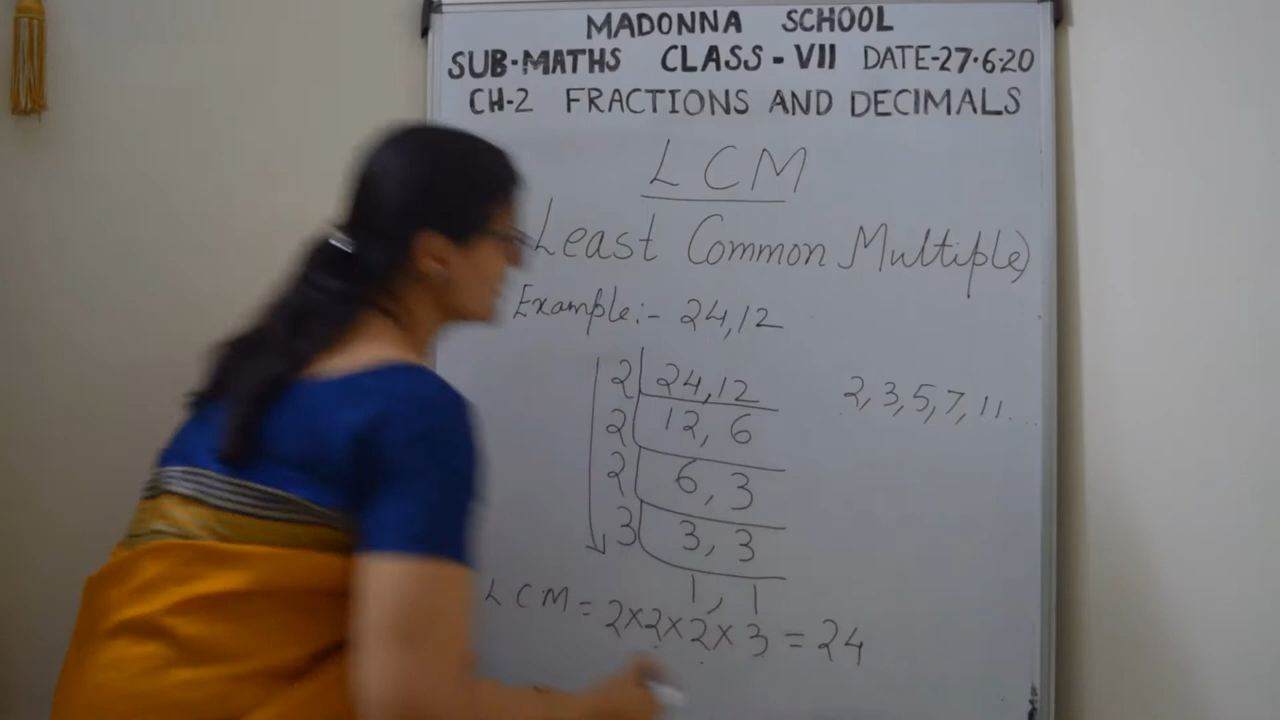 MADONNA SCHOOL
SUB-MATHS CLASS-VII DATE-27·6·20
CH-2 FRACTIONS AND DECIMALS
LCM
Least Common Multiple)
Example:- 24,12
2 24,12
2, 3, 5, 7, 11...
2 12, 6
2 6, 3
3 3, 3
1, 1
LCM = 2×2×2×3 = 24